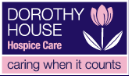 DOROTHY
HOUSE
Hospice Care
caring when it counts